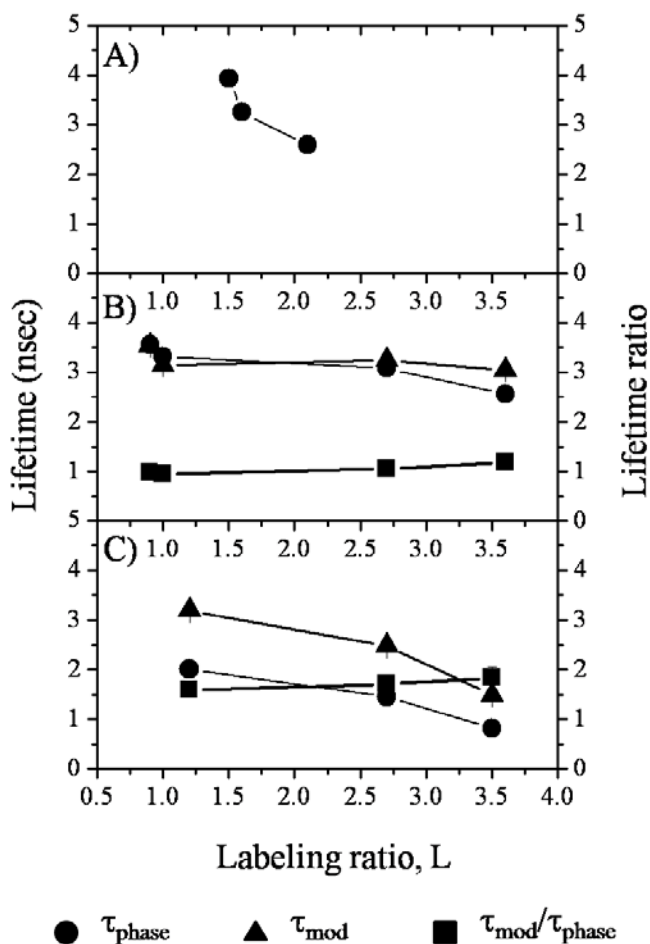 5 5
A)
4 4
3 3
2 2
1 1
0 0
1.0 1.5 2.0 2.5 3.0 3.5
B)
4 4
3 3
2 2
1 1
5 0
1.0 1.5 2.0 2.5 3.0 3.5
C)
4 4
3 3
2 2
1 1
0 0
0.5 1.0 1.5 2.0 2.5 3.0 3.5 4.0
Lifetime (nsec)
Lifetime ratio
Labeling ratio, L
τphase τmod τmod/τphase